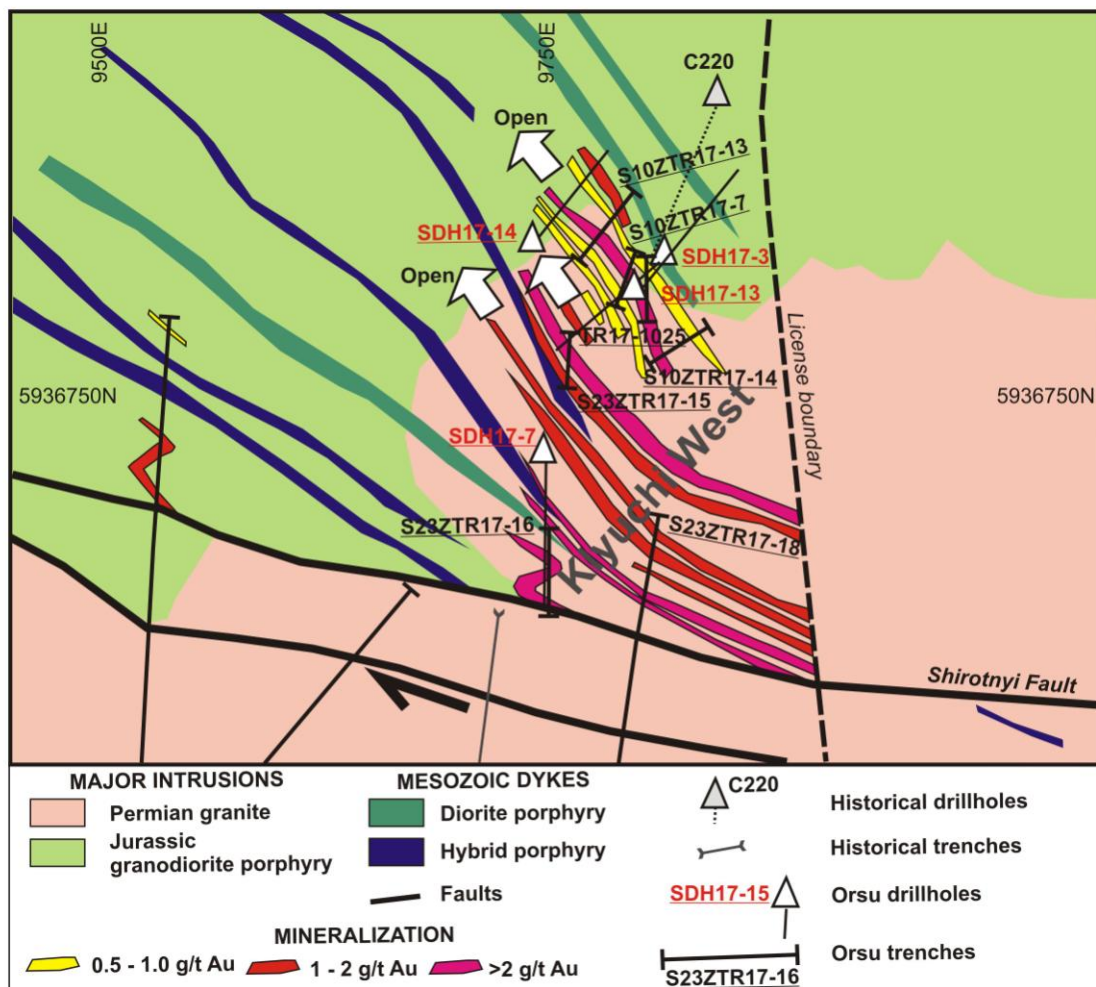 9500E
9750E
C220
Open
S10ZTR17-13
S10ZTR17-7
SDH17-14
SDH17-3
Open
SDH17-13
TR17-1025
License boundary
S10ZTR17-14
5936750N
5936750N
S23ZTR17-15
SDH17-7
Klyuchi West
S23ZTR17-16
S23ZTR17-18
Shirotnyi Fault
MAJOR INTRUSIONS
Permian granite
Jurassic
granodiorite porphyry
MESOZOIC DYKES
Diorite porphyry
Hybrid porphyry
Faults
MINERALIZATION
0.5 - 1.0 g/t Au
1 - 2 g/t Au
>2 g/t Au
C220
Historical drillholes
Historical trenches
SDH17-15
Orsu drillholes
Orsu trenches
S23ZTR17-16